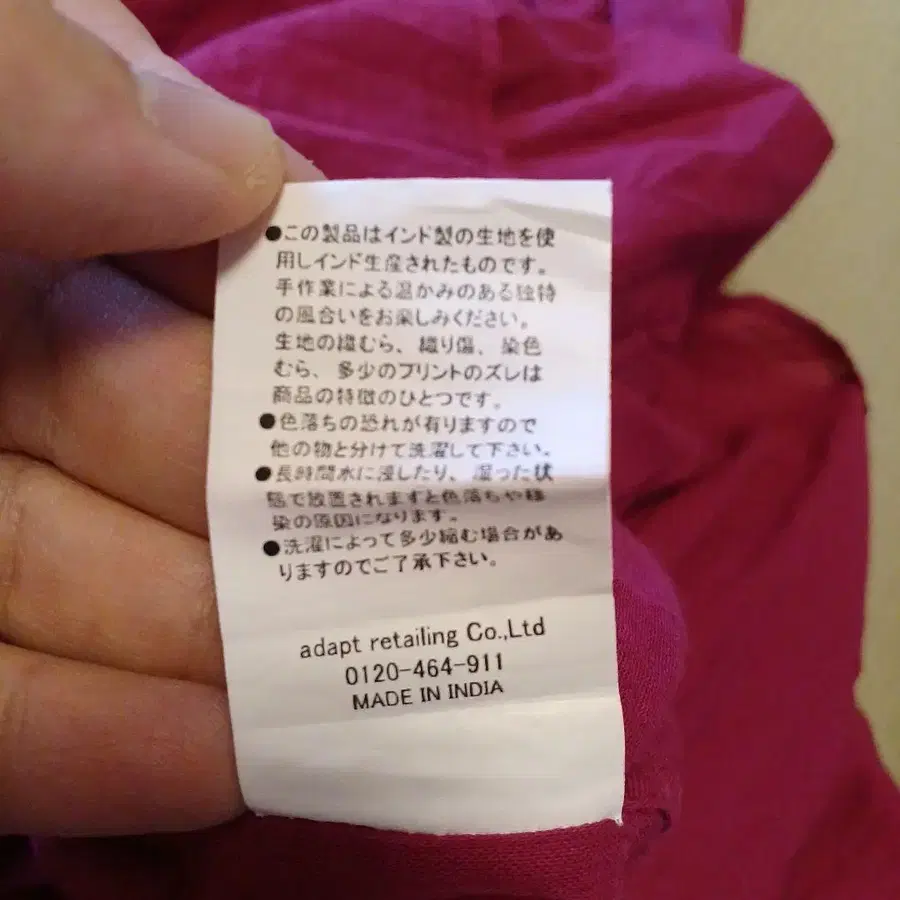 ●この製品はインド製の生地を使
用しインド生産されたものです。
手作業による温かみのある独特
の風合いをお楽しみください。
生地の織むら、織り傷、染色
むら、多少のプリントのズレは
商品の特徴のひとつです。
●色落ちの恐れが有りますので
他の物と分けて洗濯して下さい。
●長時間水に浸したり、湿った状
態で放置されますと色落ちや移
染の原因になります。
●洗濯によって多少縮む場合があ
りますのでご了承下さい。
adapt retailing Co.,Ltd
0120-464-911
MADE IN INDIA